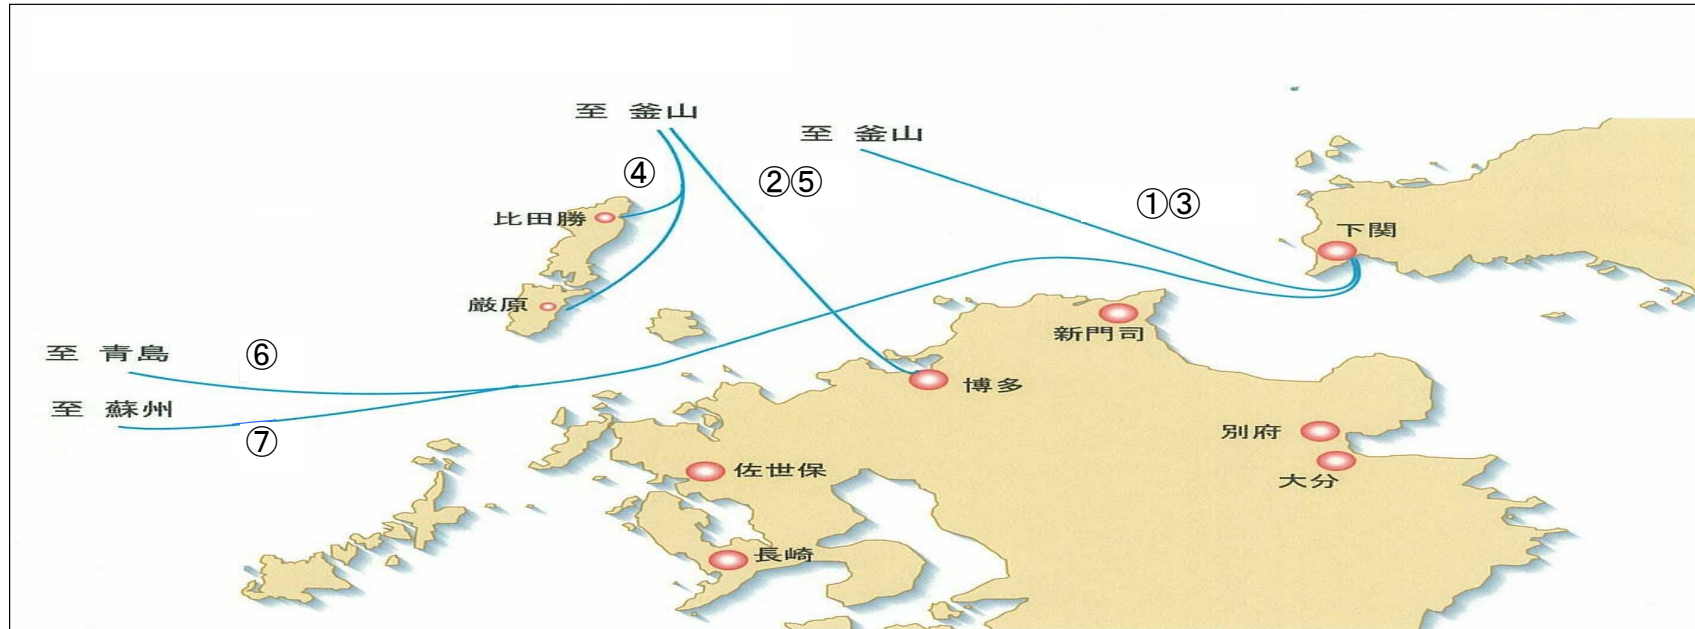 至 釜山
至 釜山
④
②⑤
①③
比田勝
下関
厳原
新門司
至 青島
⑥
博多
至 蘇州
⑦
別府
佐世保
大分
長崎